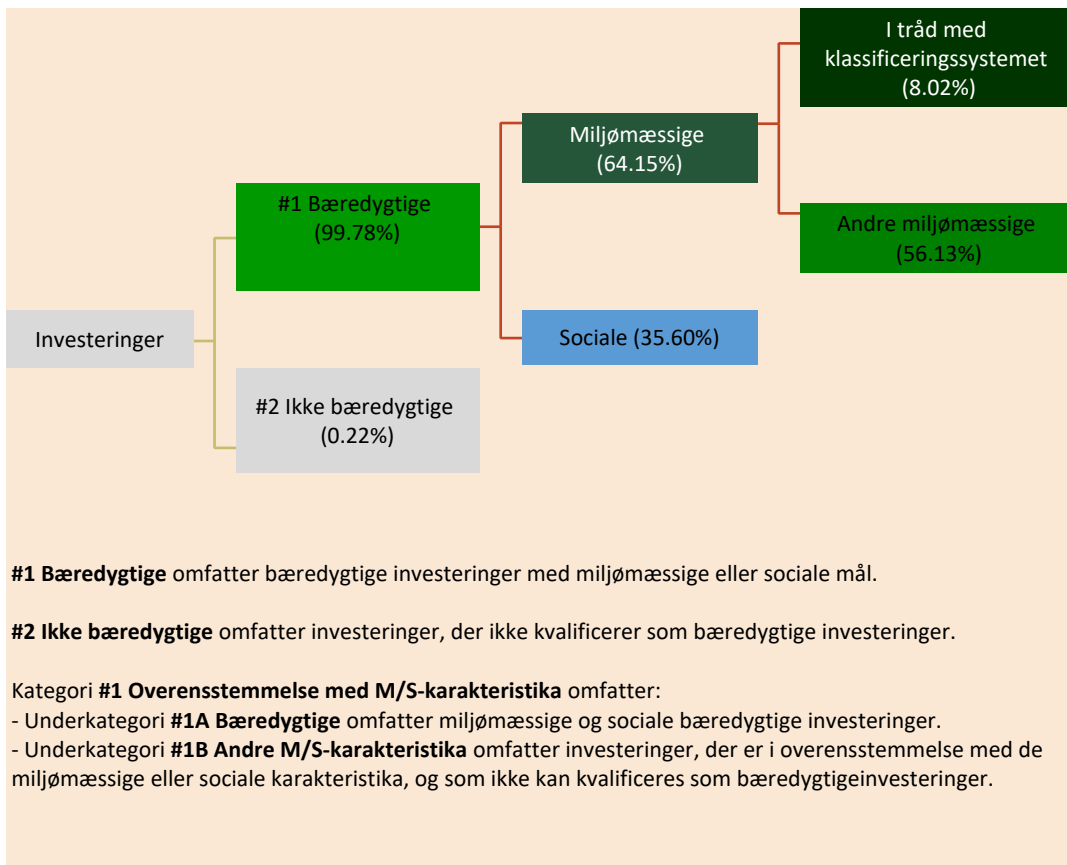 I tråd med
klassificeringssystemet
(8.02%)
Miljømæssige
(64.15%)
#1 Bæredygtige
(99.78%)
Andre miljømæssige
(56.13%)
Investeringer
Sociale (35.60%)
#2 Ikke bæredygtige
(0.22%)
#1 Bæredygtige omfatter bæredygtige investeringer med miljømæssige eller sociale mål.
#2 Ikke bæredygtige omfatter investeringer, der ikke kvalificerer som bæredygtige investeringer.
Kategori #1 Overensstemmelse med M/S-karakteristika omfatter:
- Underkategori #1A Bæredygtige omfatter miljømæssige og sociale bæredygtige investeringer.
- Underkategori #1B Andre M/S-karakteristika omfatter investeringer, der er i overensstemmelse med de
miljømæssige eller sociale karakteristika, og som ikke kan kvalificeres som bæredygtigeinvesteringer.